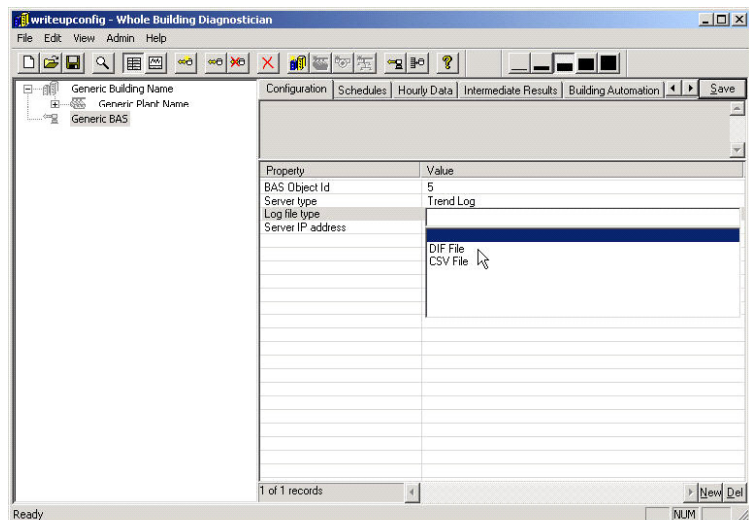 writeupconfig - Whole Building Diagnostician
File Edit View Admin Help
Generic Building Name
Generic Plant Name
Generic BAS
Configuration Schedules Hourly Data Intermediate Results Building Automation Save
Property Value
BAS Object Id 5
Server type Trend Log
Log file type
Server IP address
DIF File
CSV File
1 of 1 records New Del
Ready NUM